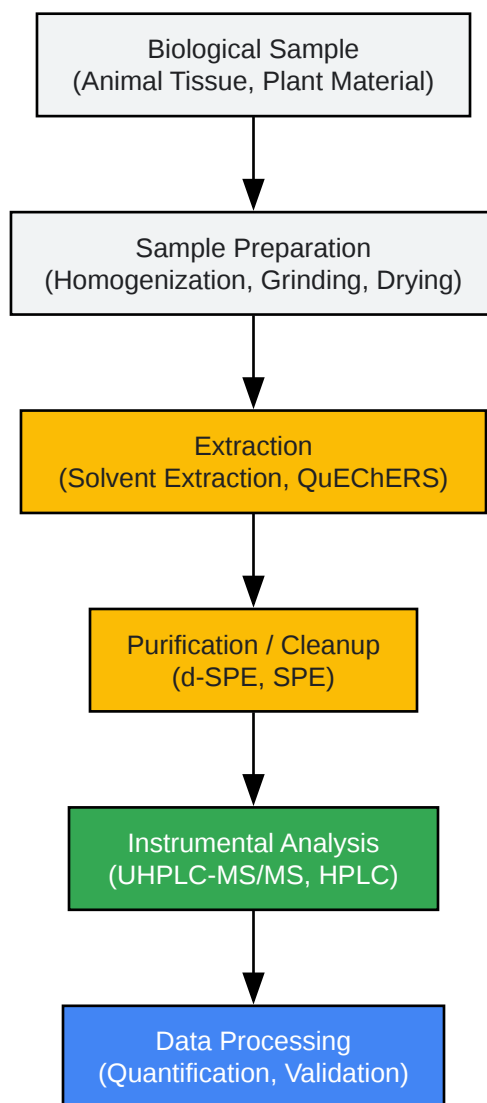 Biological Sample
(Animal Tissue, Plant Material)
Sample Preparation
(Homogenization, Grinding, Drying)
Extraction
(Solvent Extraction, QuEChERS)
Purification / Cleanup
(d-SPE, SPE)
Instrumental Analysis
(UHPLC-MS/MS, HPLC)
Data Processing
(Quantification, Validation)